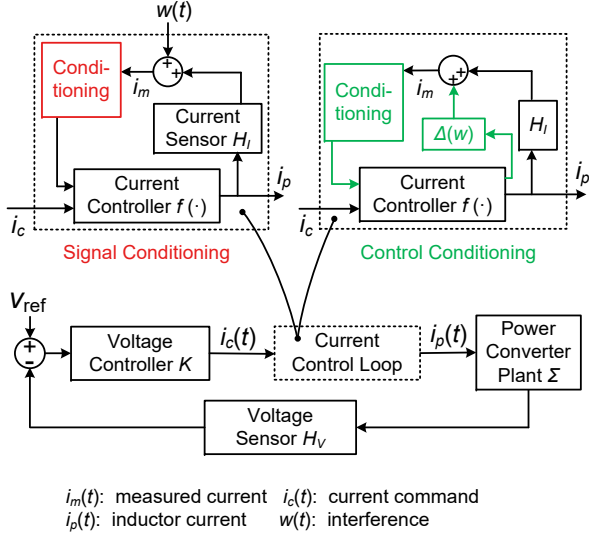 w(t)
Condi-
tioning
+
+
i_m
Current
Sensor H_I
Current
Controller f (·)
i_p
i_c
Signal Conditioning
Condi-
tioning
+
+
i_m
Δ(w)
H_I
Current
Controller f (·)
i_p
i_c
Control Conditioning
V_ref
+
-
Voltage
Controller K
i_c(t)
Current
Control Loop
i_p(t)
Power
Converter
Plant Σ
Voltage
Sensor H_V
i_m(t): measured current i_c(t): current command
i_p(t): inductor current w(t): interference